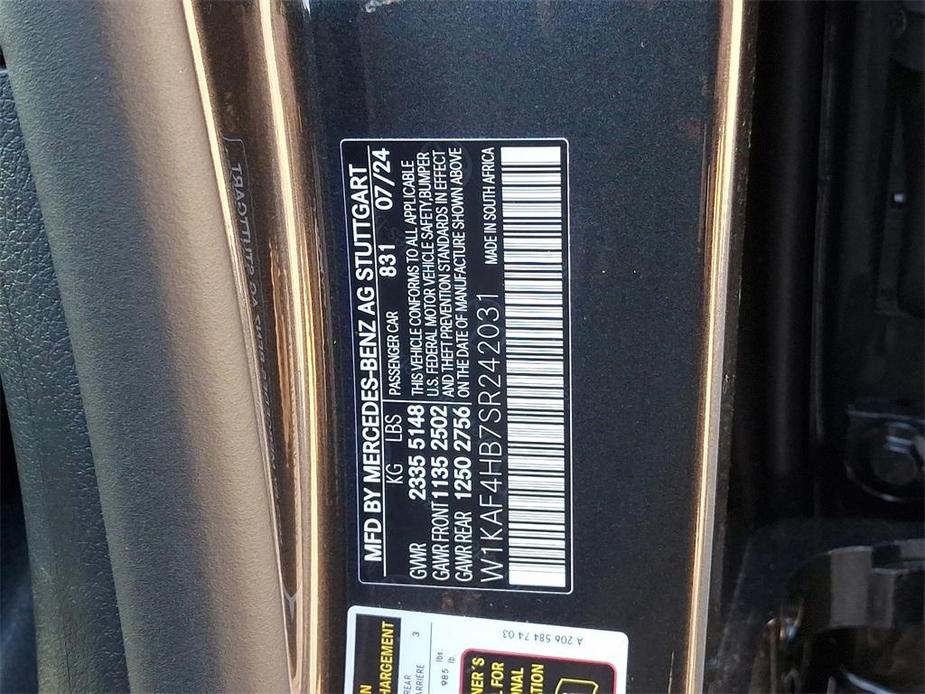 MFD BY MERCEDES-BENZ AG STUTTGART
KG LBS PASSENGER CAR 831 07/24
GVWR 2335 5148 THIS VEHICLE CONFORMS TO ALL APPLICABLE
GAWR FRONT 1135 2502 U.S. FEDERAL MOTOR VEHICLE SAFETY,BUMPER
AND THEFT PREVENTION STANDARDS IN EFFECT
GAWR REAR 1250 2756 ON THE DATE OF MANUFACTURE SHOWN ABOVE
W1KAF4HB7SR242031 MADE IN SOUTH AFRICA
CHARGEMENT
REAR 3
985 lb.
A 206 584 74 03